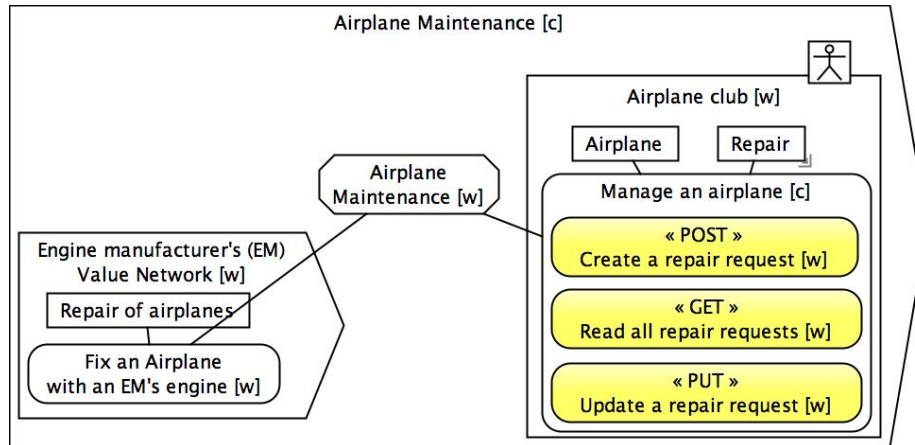 Airplane Maintenance [c]
Airplane club [w]
Airplane
Repair
Airplane
Maintenance [w]
Manage an airplane [c]
« POST »
Create a repair request [w]
« GET »
Read all repair requests [w]
« PUT »
Update a repair request [w]
Engine manufacturer's (EM)
Value Network [w]
Repair of airplanes
Fix an Airplane
with an EM's engine [w]